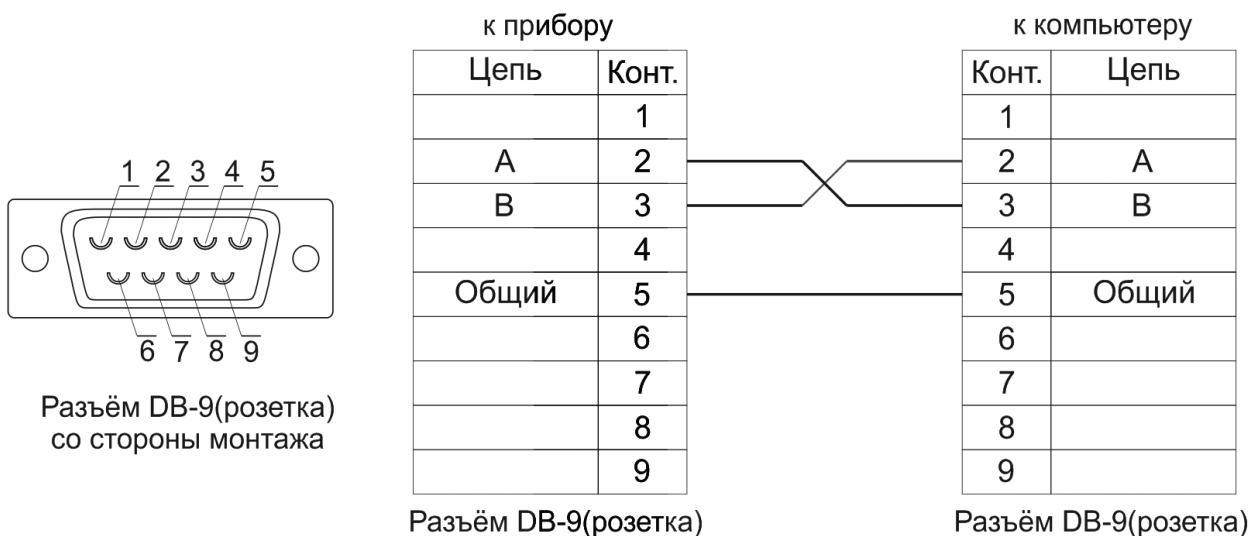 1 2 3 4 5
6 7 8 9
Разъём DB-9(розетка)
со стороны монтажа
к прибору
Цепь Конт.
1
A 2
B 3
4
Общий 5
6
7
8
9
Разъём DB-9(розетка)
к компьютеру
Конт. Цепь
1
2 A
3 B
4
5 Общий
6
7
8
9
Разъём DB-9(розетка)